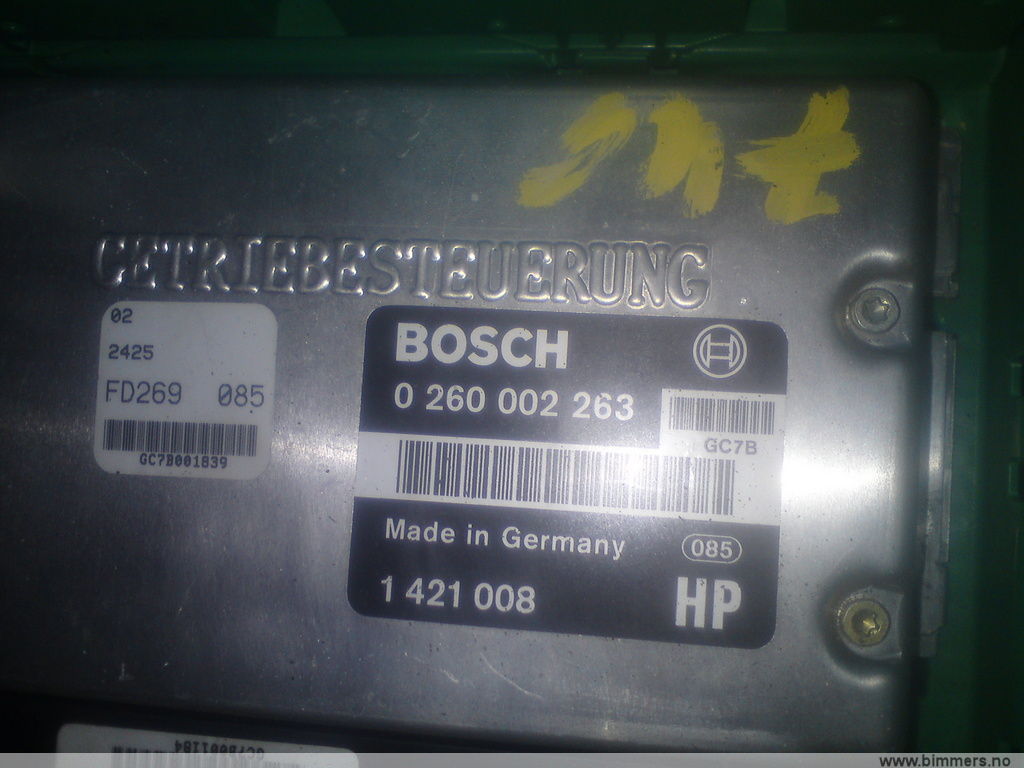 GETRIEBESTEUERUNG
02
2425
FD269 085
GC7B001839
BOSCH
0 260 002 263
GC7B
Made in Germany 085
1 421 008 HP
GC7B001184
www.bimmers.no